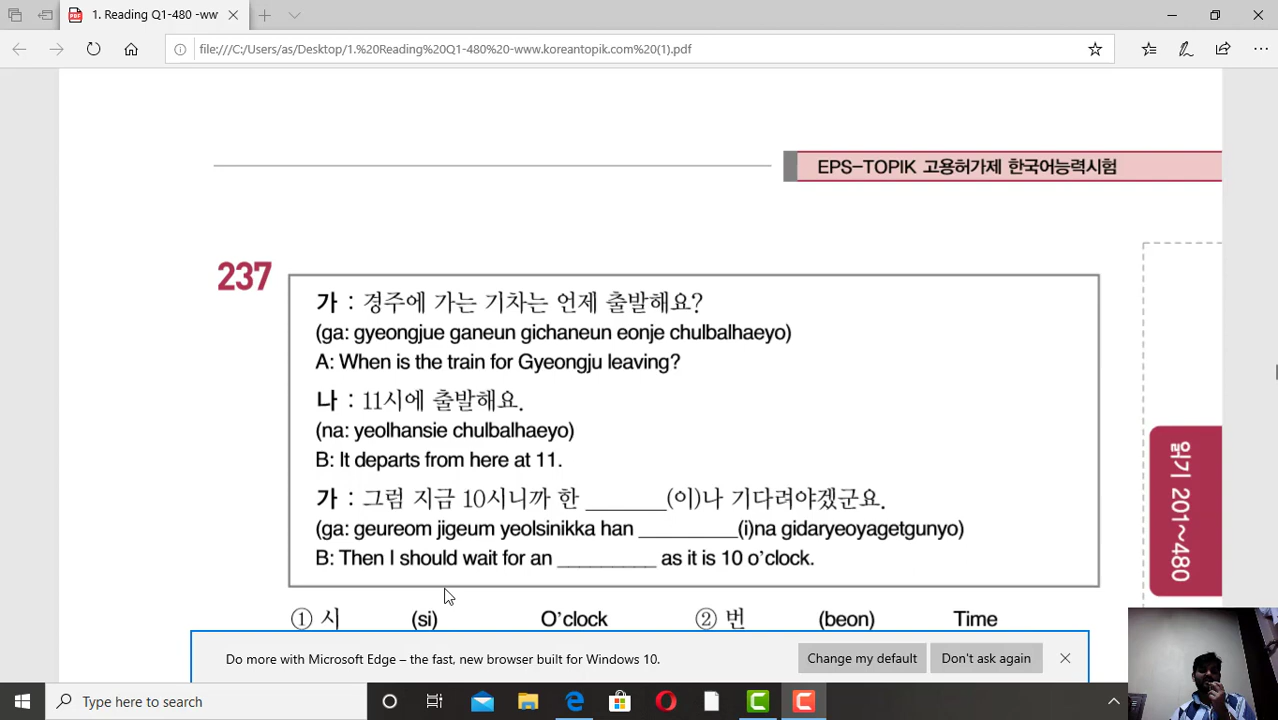 1. Reading Q1-480 -ww
file:///C:/Users/as/Desktop/1.%20Reading%20Q1-480%20-www.koreantopik.com%20(1).pdf
EPS-TOPIK 고용허가제 한국어능력시험
237
가 : 경주에 가는 기차는 언제 출발해요?
(ga: gyeongjue ganeun gichaneun eonje chulbalhaeyo)
A: When is the train for Gyeongju leaving?
나 : 11시에 출발해요.
(na: yeolhansie chulbalhaeyo)
B: It departs from here at 11.
가 : 그럼 지금 10시니까 한 ________(이)나 기다려야겠군요.
(ga: geureom jigeum yeolsinikka han __________(i)na gidaryeoyagetgunyo)
B: Then I should wait for an __________ as it is 10 o'clock.
읽기 201~480
① 시 (si) O'clock ② 번 (beon) Time
Do more with Microsoft Edge – the fast, new browser built for Windows 10.
Change my default
Don't ask again
Type here to search